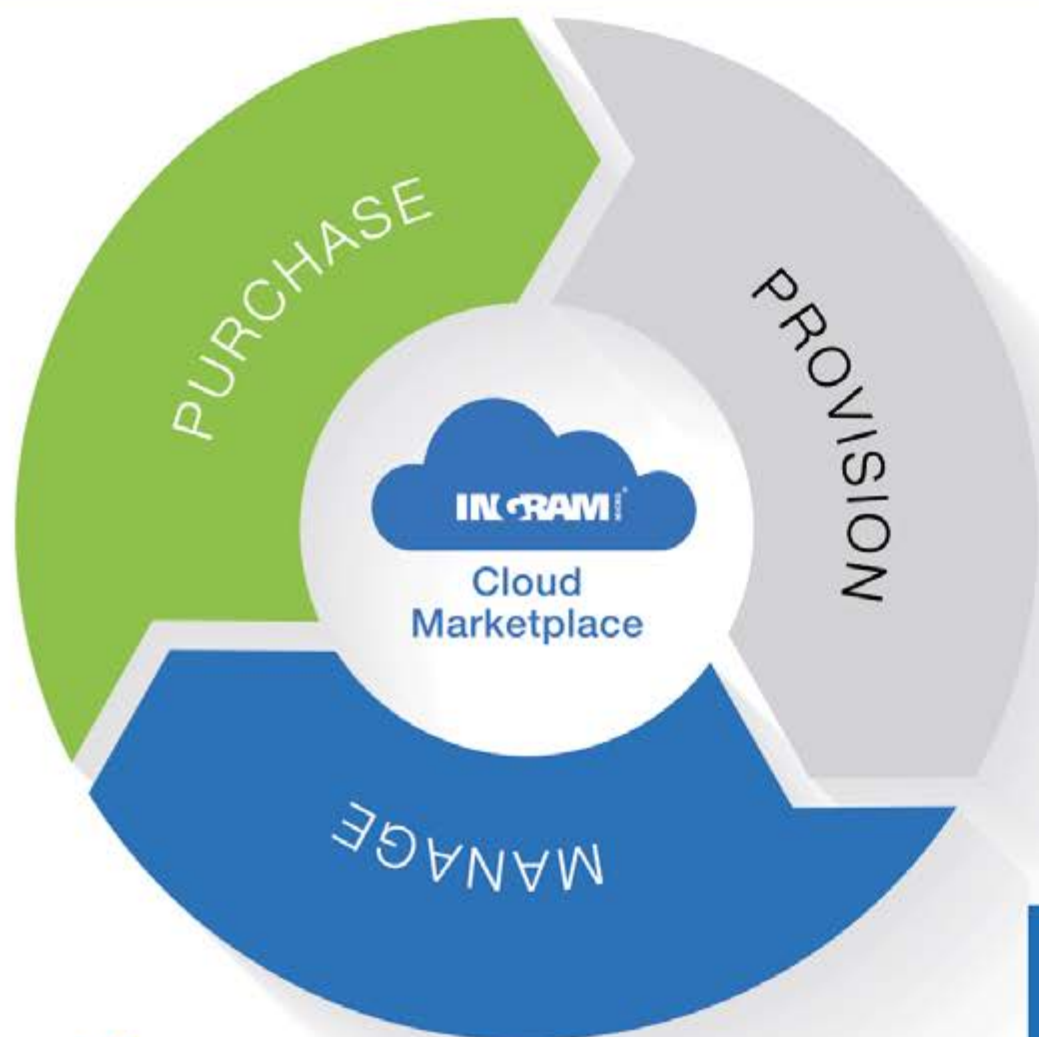 PURCHASE
PROVISION
INGRAM
Cloud
Marketplace
MANAGE